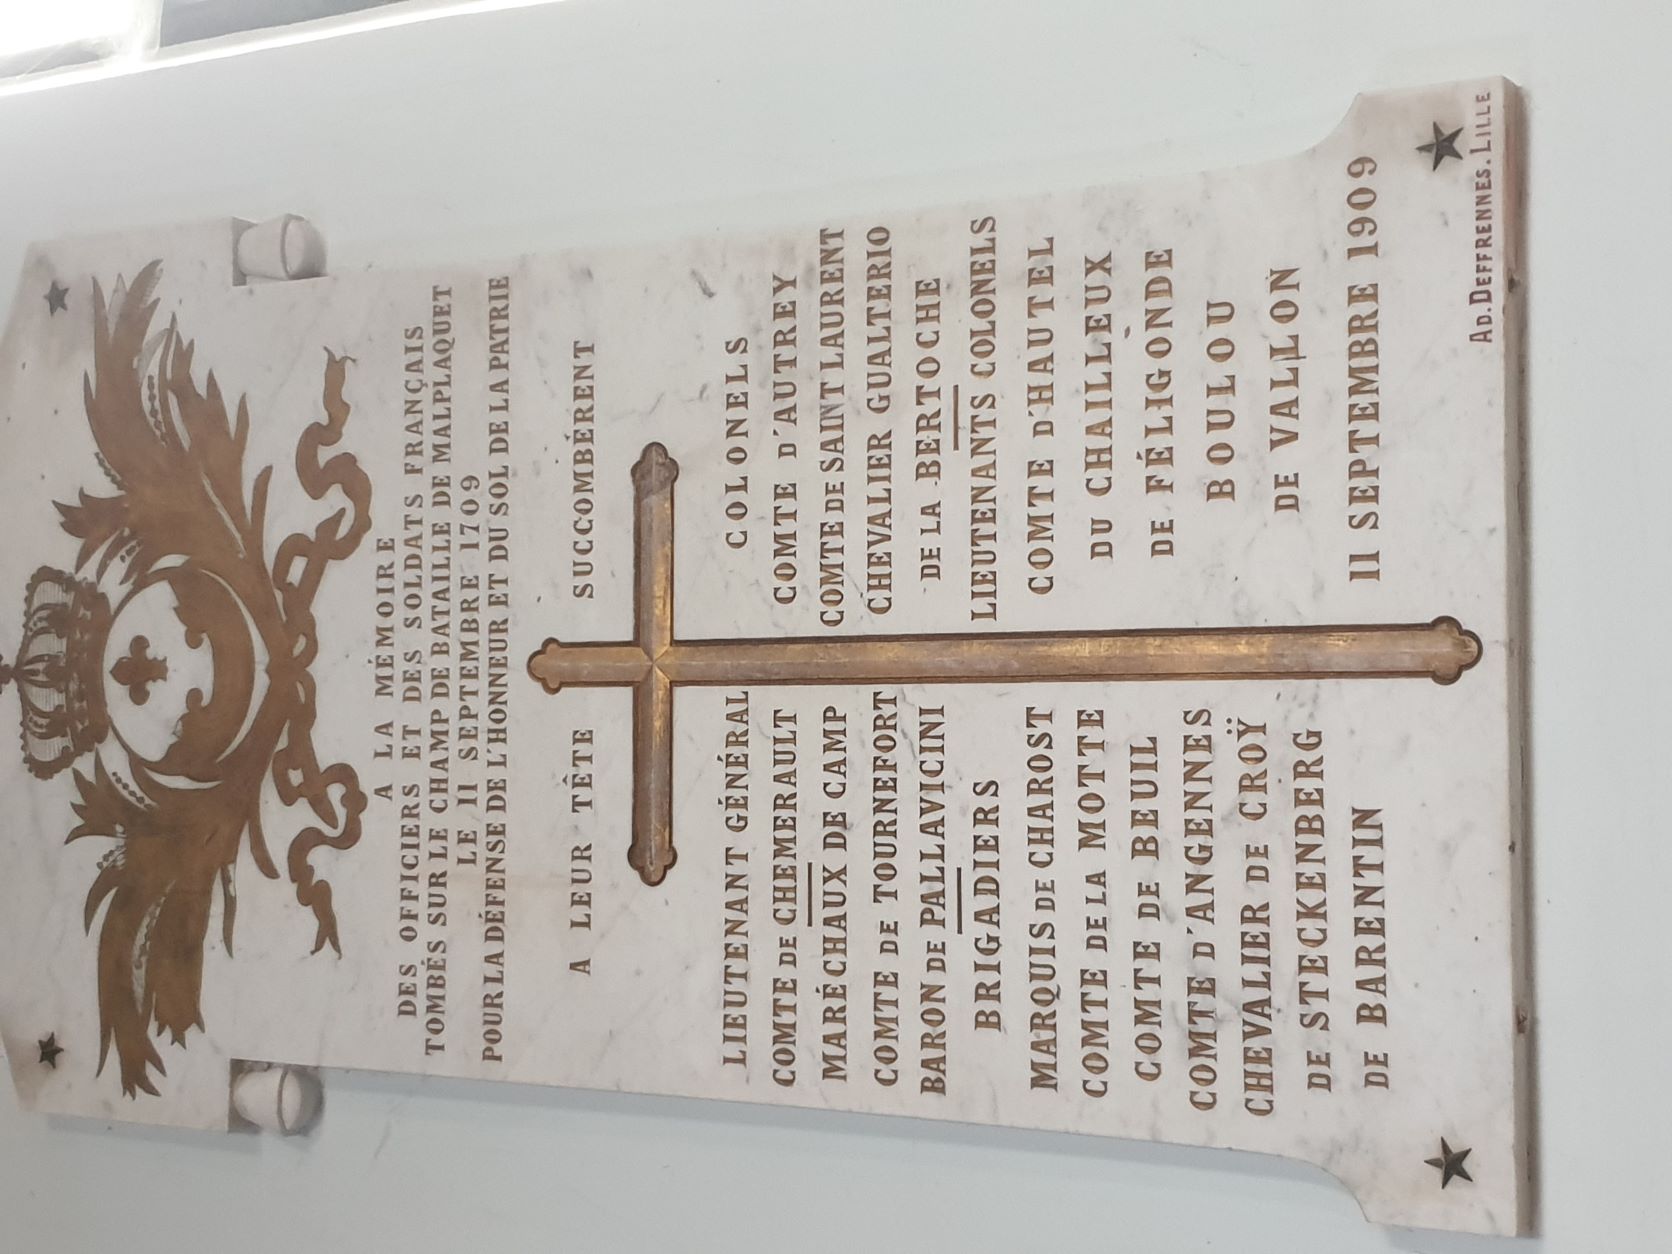 A LA MÉMOIRE
DES OFFICIERS ET DES SOLDATS FRANÇAIS
TOMBÉS SUR LE CHAMP DE BATAILLE DE MALPLAQUET
LE 11 SEPTEMBRE 1709
POUR LA DÉFENSE DE L'HONNEUR ET DU SOL DE LA PATRIE
A LEUR TÊTE SUCCOMBÈRENT
LIEUTENANT GÉNÉRAL
COMTE DE CHEMERAULT
MARÉCHAUX DE CAMP
COMTE DE TOURNEFORT
BARON DE PALLAVICINI
BRIGADIERS
MARQUIS DE CHAROST
COMTE DE LA MOTTE
COMTE DE BEUIL
COMTE D'ANGENNES
CHEVALIER DE CROŸ
DE STECKENBERG
DE BARENTIN
COLONELS
COMTE D'AUTREY
COMTE DE SAINT LAURENT
CHEVALIER GUALTERIO
DE LA BERTOCHE
LIEUTENANTS COLONELS
COMTE D'HAUTEL
DU CHAILLEUX
DE FÉLIGONDE
BOULOU
DE VALLON
11 SEPTEMBRE 1909
AD. DEFFRENNES. LILLE